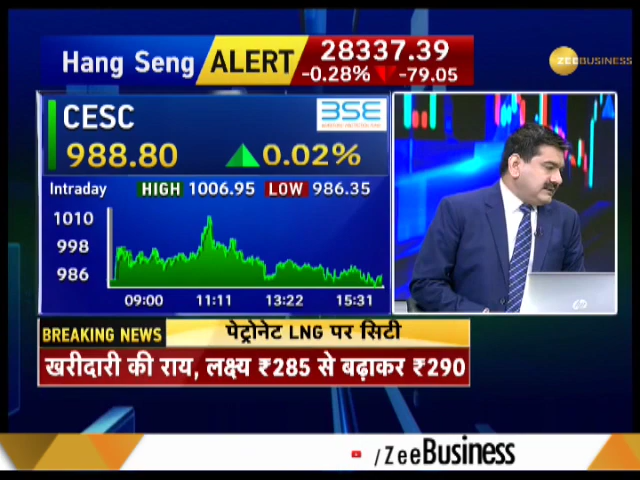 Hang Seng ALERT 28337.39
-0.28% -79.05
ZEEBUSINESS
CESC
BSE
988.80 0.02%
Intraday HIGH 1006.95 LOW 986.35
1010
998
986
09:00 11:11 13:22 15:31
hp
BREAKING NEWS पेट्रोनेट LNG पर सिटी
खरीदारी की राय, लक्ष्य ₹285 से बढ़ाकर ₹290
/ZeeBusiness